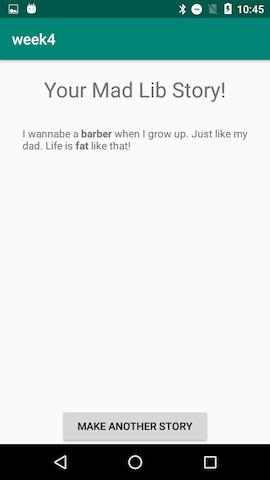 10:45
week4
Your Mad Lib Story!
I wannabe a barber when I grow up. Just like my
dad. Life is fat like that!
MAKE ANOTHER STORY